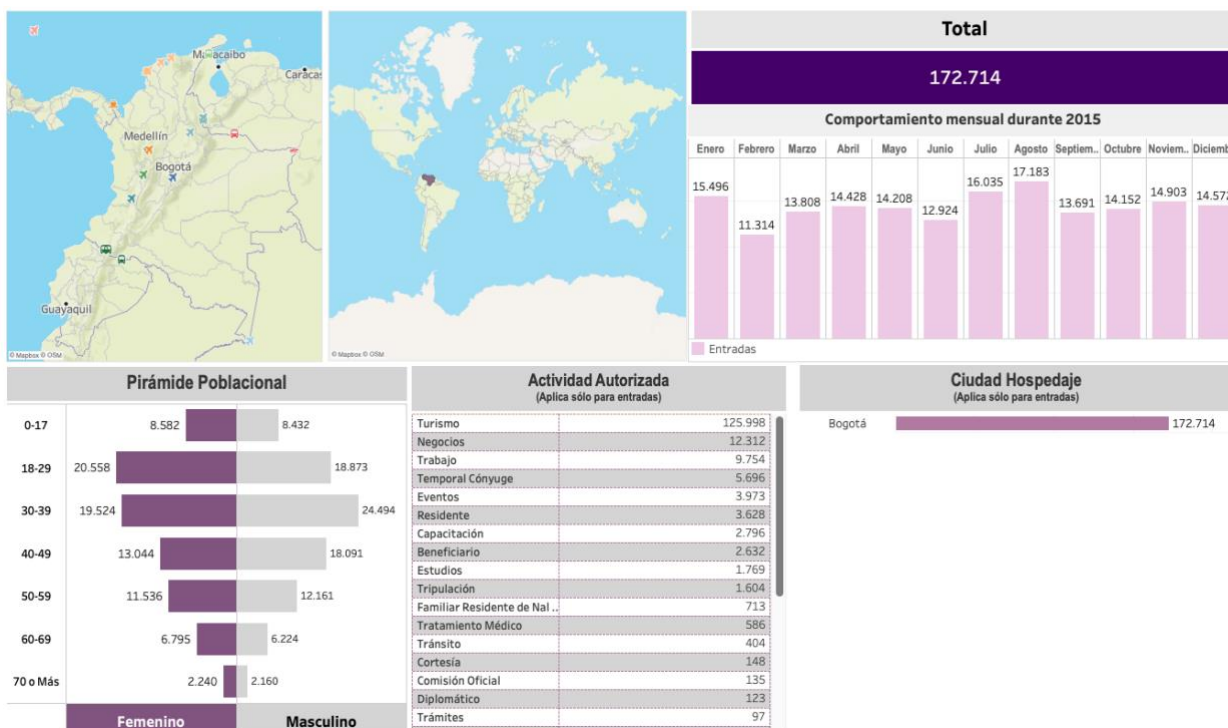 Maracaibo
Caracas
Medellín
Bogotá
Guayaquil
© Mapbox © OSM
© Mapbox © OSM
Total
172.714
Comportamiento mensual durante 2015
Enero Febrero Marzo Abril Mayo Junio Julio Agosto Septiem.. Octubre Noviem.. Diciemb
15.496 11.314 13.808 14.428 14.208 12.924 16.035 17.183 13.691 14.152 14.903 14.572
Entradas
Pirámide Poblacional
0-17 8.582 8.432
18-29 20.558 18.873
30-39 19.524 24.494
40-49 13.044 18.091
50-59 11.536 12.161
60-69 6.795 6.224
70 o Más 2.240 2.160
Femenino Masculino
Actividad Autorizada
(Aplica sólo para entradas)
Turismo 125.998
Negocios 12.312
Trabajo 9.754
Temporal Cónyuge 5.696
Eventos 3.973
Residente 3.628
Capacitación 2.796
Beneficiario 2.632
Estudios 1.769
Tripulación 1.604
Familiar Residente de Nal .. 713
Tratamiento Médico 586
Tránsito 404
Cortesía 148
Comisión Oficial 135
Diplomático 123
Trámites 97
Ciudad Hospedaje
(Aplica sólo para entradas)
Bogotá 172.714